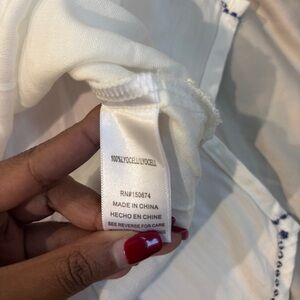 100%LYOCELL/LYOCELL
RN#150674
MADE IN CHINA
HECHO EN CHINE
SEE REVERSE FOR CARE